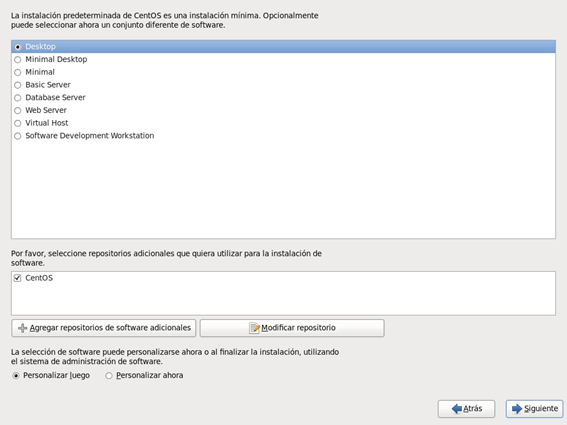 La instalación predeterminada de CentOS es una instalación mínima. Opcionalmente
puede seleccionar ahora un conjunto diferente de software.
Desktop
Minimal Desktop
Minimal
Basic Server
Database Server
Web Server
Virtual Host
Software Development Workstation
Por favor, seleccione repositorios adicionales que quiera utilizar para la instalación de
software.
CentOS
Agregar repositorios de software adicionales
Modificar repositorio
La selección de software puede personalizarse ahora o al finalizar la instalación, utilizando
el sistema de administración de software.
Personalizar luego
Personalizar ahora
Atrás
Siguiente